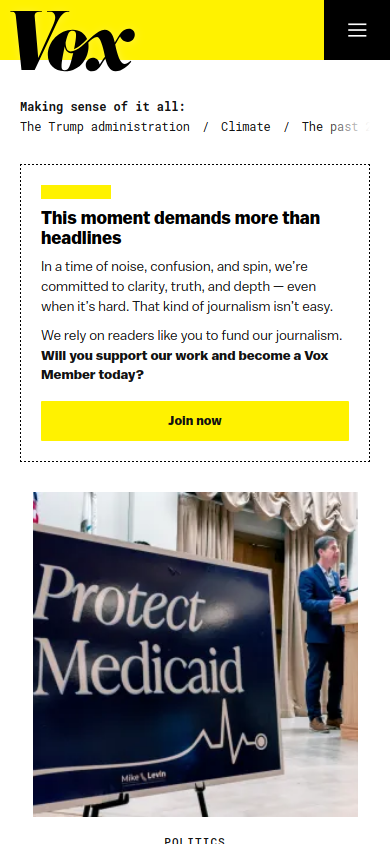 Vox
Making sense of it all:
The Trump administration / Climate / The past
This moment demands more than
headlines
In a time of noise, confusion, and spin, we're
committed to clarity, truth, and depth — even
when it's hard. That kind of journalism isn't easy.
We rely on readers like you to fund our journalism.
Will you support our work and become a Vox
Member today?
Join now
Protect
Medicaid
Mike Levin
POLITICS